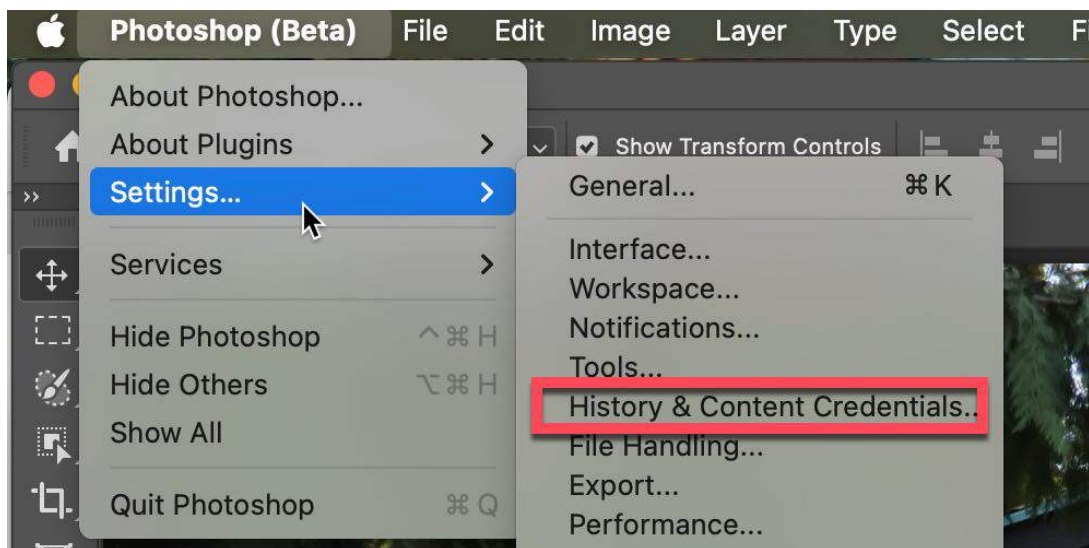 Photoshop (Beta) File Edit Image Layer Type Select
About Photoshop...
About Plugins
Settings...
Services
Hide Photoshop ^⌘H
Hide Others ⌥⌘H
Show All
Quit Photoshop ⌘Q
Show Transform Controls
General... ⌘K
Interface...
Workspace...
Notifications...
Tools...
History & Content Credentials..
File Handling...
Export...
Performance...